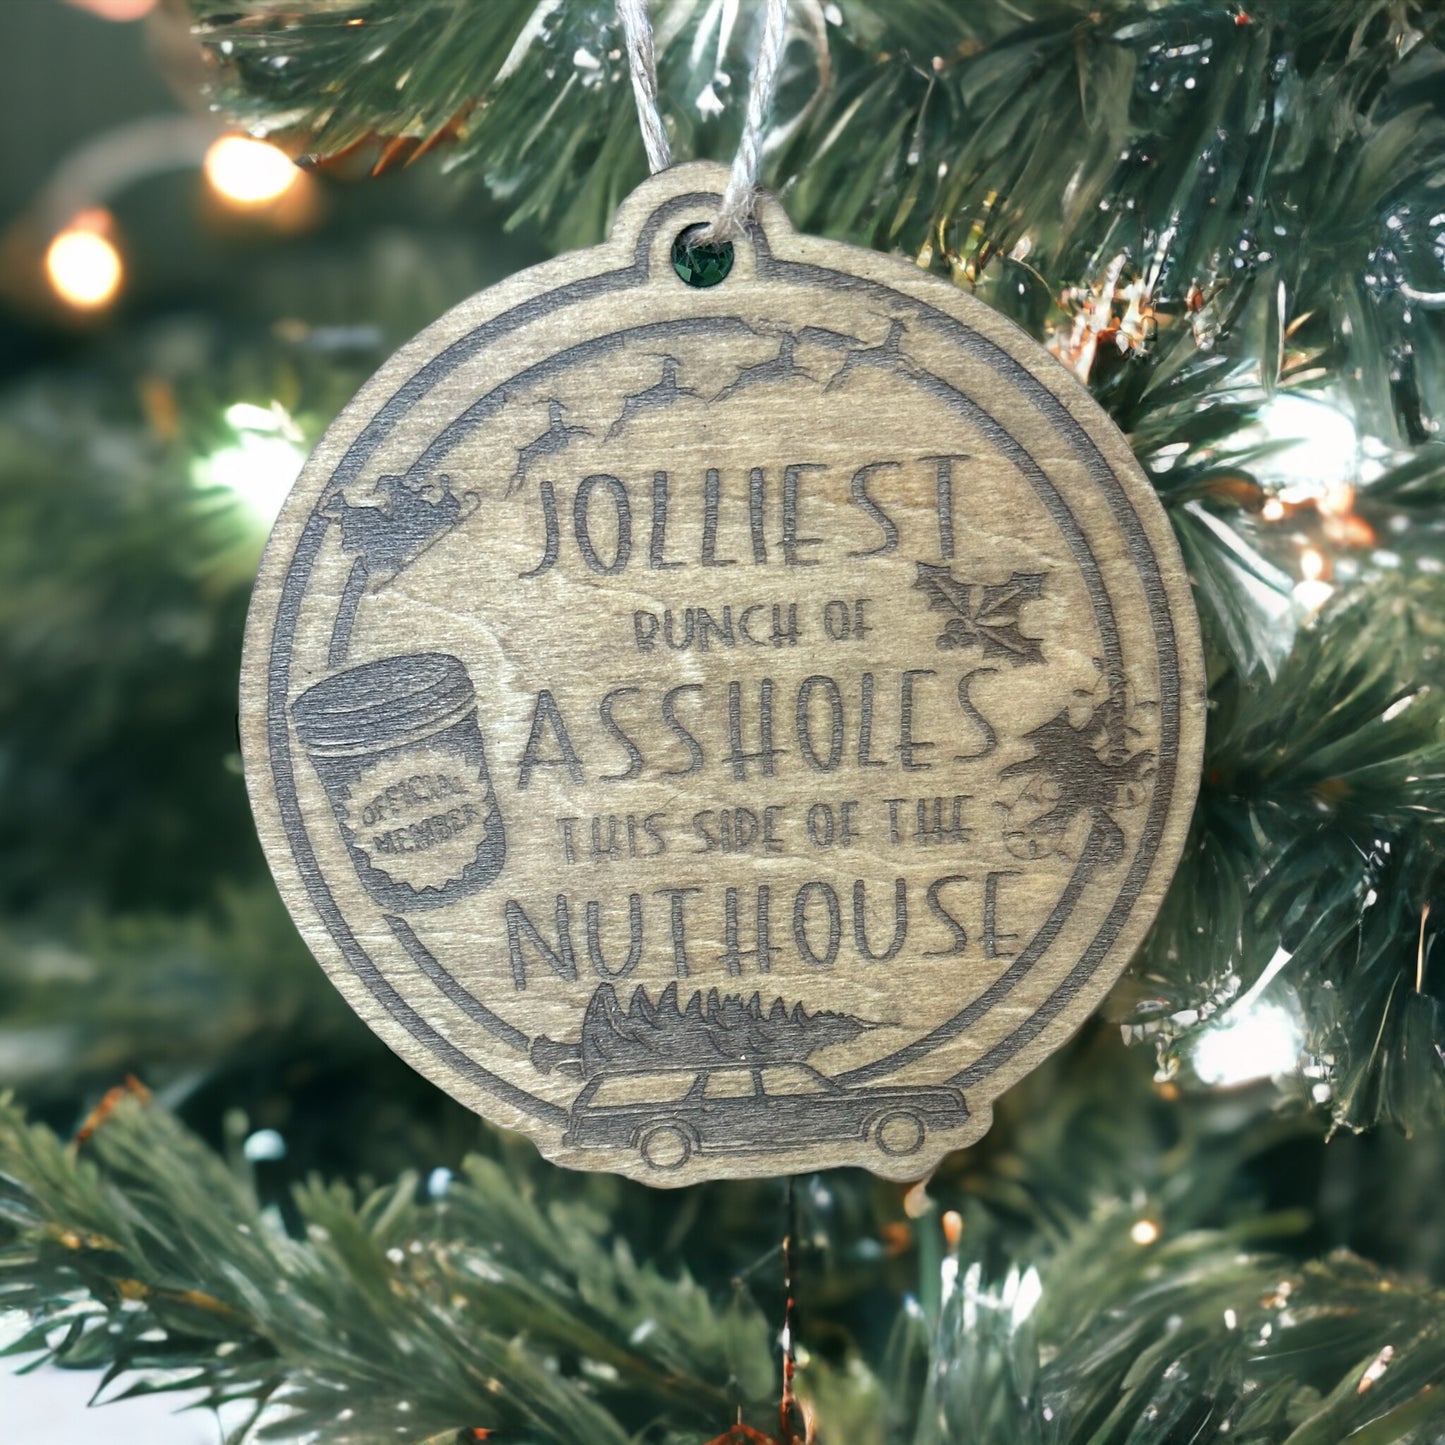 JOLLIEST
BUNCH OF
ASSHOLES
THIS SIDE OF THE
NUTHOUSE
OFFICIAL
MEMBER